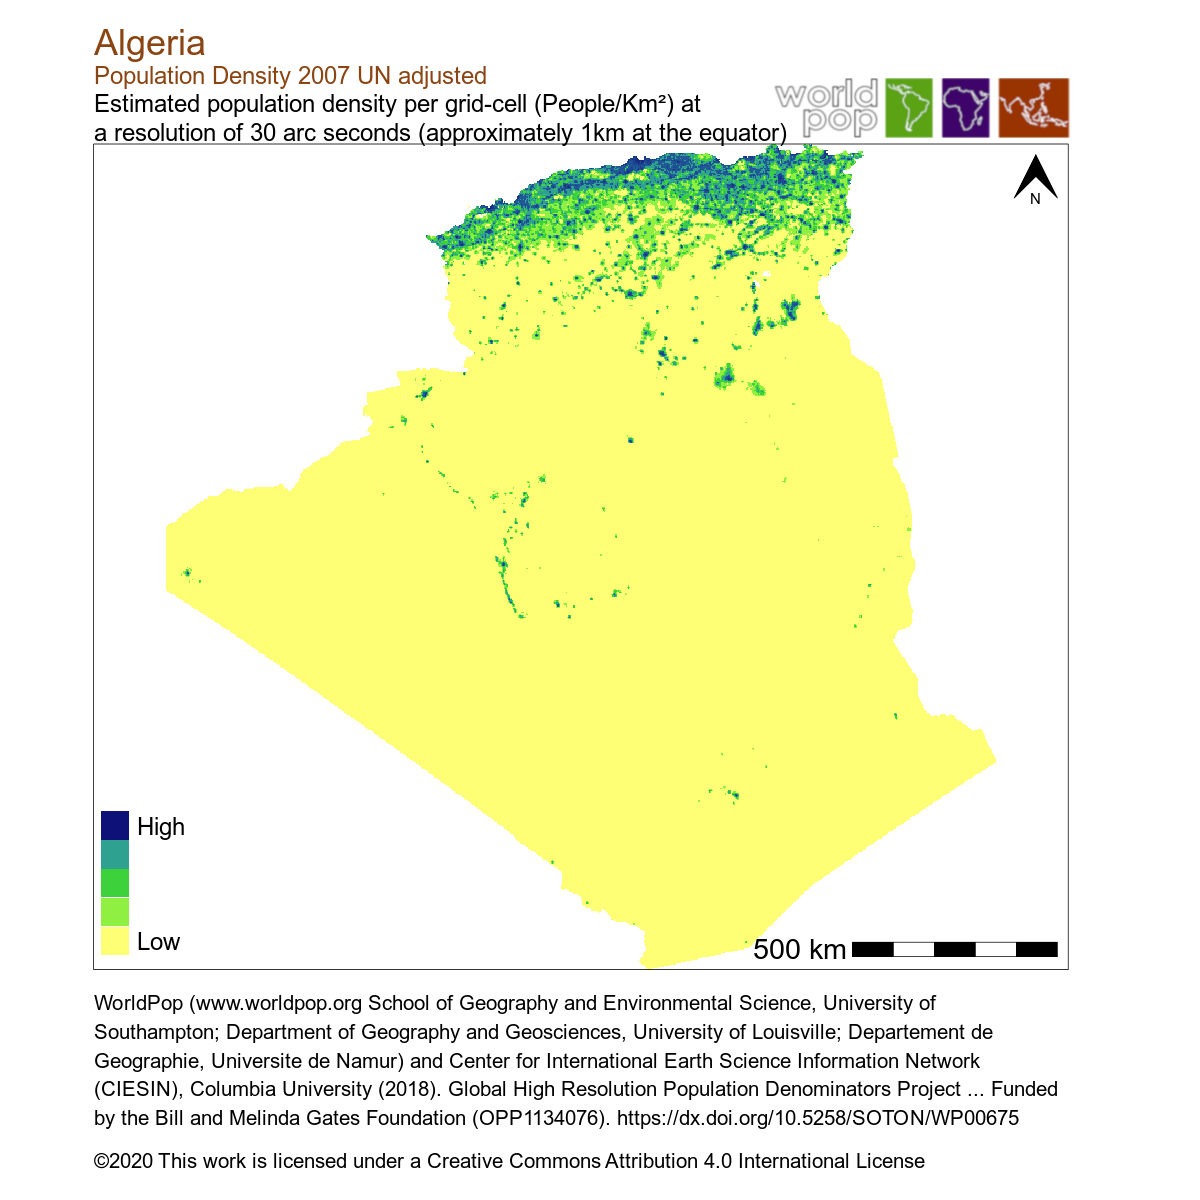 Algeria
Population Density 2007 UN adjusted
Estimated population density per grid-cell (People/Km²) at
a resolution of 30 arc seconds (approximately 1km at the equator)
world
pop
N
High
Low
500 km
WorldPop (www.worldpop.org School of Geography and Environmental Science, University of
Southampton; Department of Geography and Geosciences, University of Louisville; Departement de
Geographie, Universite de Namur) and Center for International Earth Science Information Network
(CIESIN), Columbia University (2018). Global High Resolution Population Denominators Project ... Funded
by the Bill and Melinda Gates Foundation (OPP1134076). https://dx.doi.org/10.5258/SOTON/WP00675
©2020 This work is licensed under a Creative Commons Attribution 4.0 International License